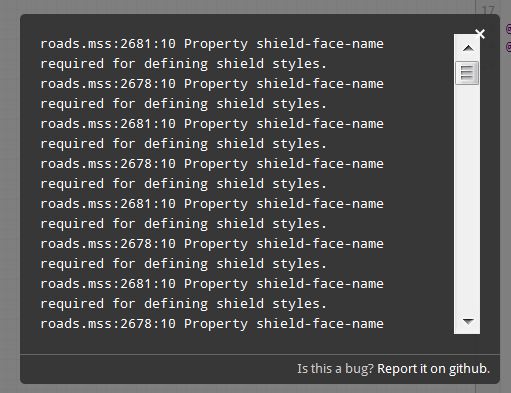 17
@
@
×
roads.mss:2681:10 Property shield-face-name
required for defining shield styles.
roads.mss:2678:10 Property shield-face-name
required for defining shield styles.
roads.mss:2681:10 Property shield-face-name
required for defining shield styles.
roads.mss:2678:10 Property shield-face-name
required for defining shield styles.
roads.mss:2681:10 Property shield-face-name
required for defining shield styles.
roads.mss:2678:10 Property shield-face-name
required for defining shield styles.
roads.mss:2681:10 Property shield-face-name
required for defining shield styles.
roads.mss:2678:10 Property shield-face-name
Is this a bug? Report it on github.